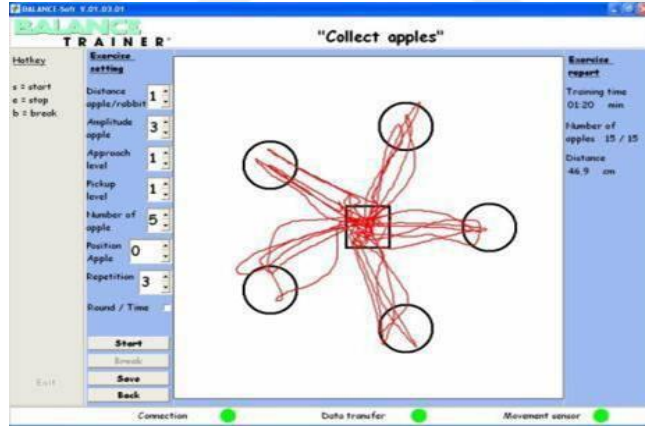 BALANCE-Soft V.01.03.01
BALANCE
TRAINER
"Collect apples"
Hotkey
s = start
e = stop
b = break
Exit
Exercise
setting
Distance
apple/rabbit 1
Amplitude
apple 3
Approach
level 1
Pickup
level 1
Number of
apple 5
Position
Apple 0
Repetition 3
Round / Time
Start
Break
Save
Back
Exercise
report
Training time
01:20 min
Number of
apples 15 / 15
Distance
46.9 cm
Connection
Data transfer
Movement sensor